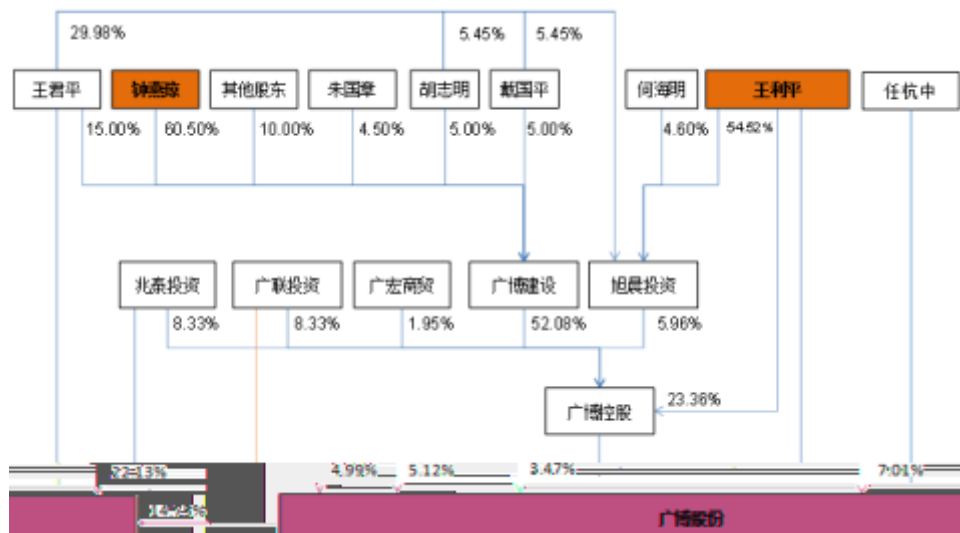 29.98% 5.45% 5.45%
王君平 钟燕琼 其他股东 朱国章 胡志明 戴国平 何海明 王利平 任杭中
15.00% 60.50% 10.00% 4.50% 5.00% 5.00% 4.60% 54.52%
兆泰投资 广联投资 广宏商贸 广博建设 旭晨投资
8.33% 8.33% 1.95% 52.08% 5.96%
广博控股 23.36%
22.13% 4.99% 5.12% 3.47% 7.01%
广博股份